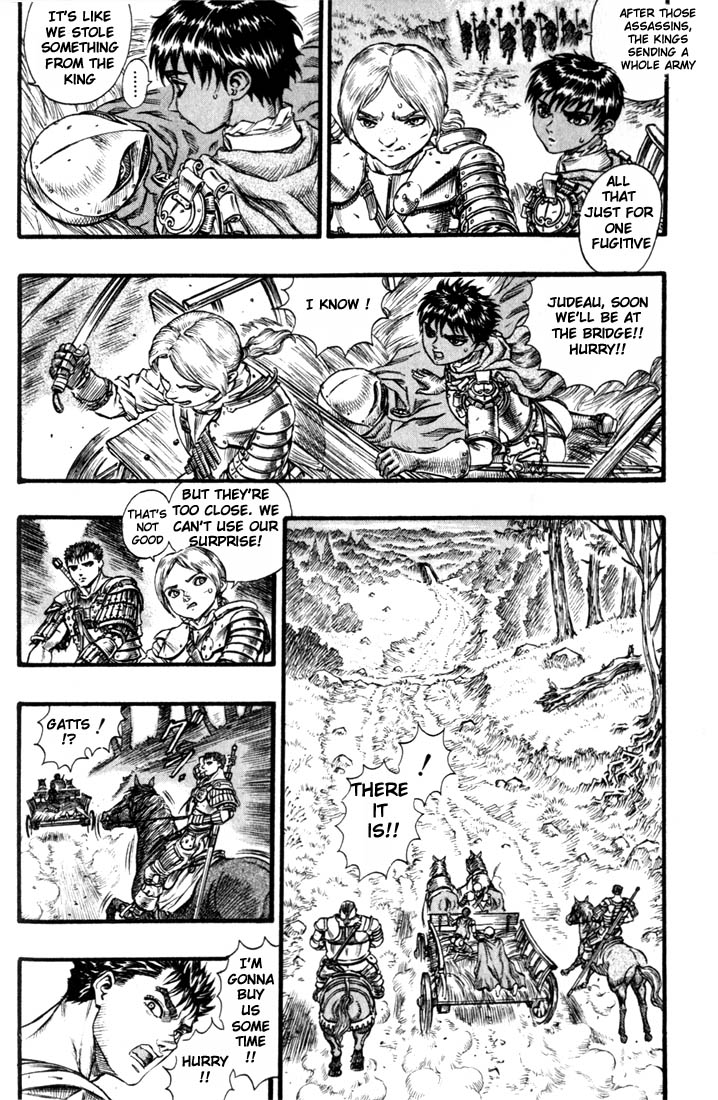 AFTER THOSE
ASSASSINS,
THE KINGS
SENDING A
WHOLE ARMY
ALL
THAT
JUST FOR
ONE
FUGITIVE
IT'S LIKE
WE STOLE
SOMETHING
FROM THE
KING
.....
JUDEAU, SOON
WE'LL BE AT
THE BRIDGE!!
HURRY!!
I KNOW !
!
THERE
IT
IS!!
BUT THEY'RE
TOO CLOSE. WE
CAN'T USE OUR
SURPRISE!
THAT'S
NOT
GOOD
GATTS !
!?
I'M
GONNA
BUY
US
SOME
TIME
!!
HURRY
!!